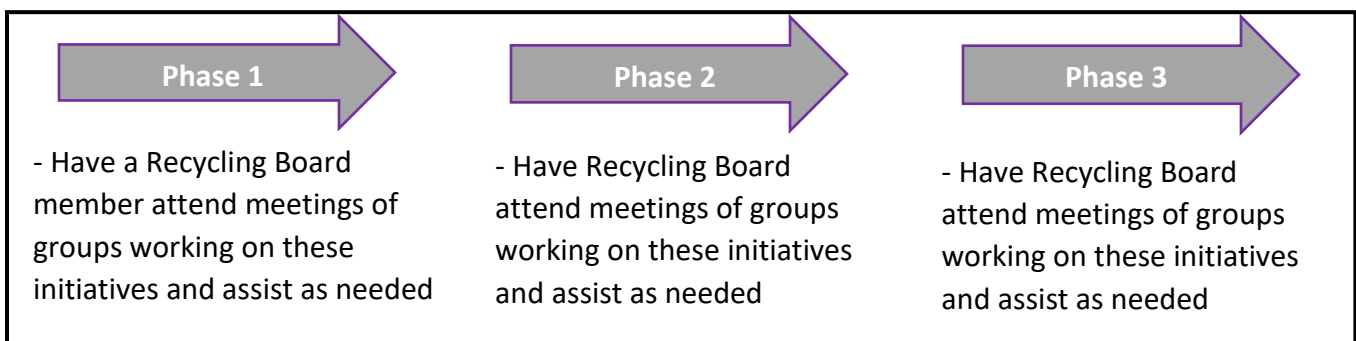 Phase 1
- Have a Recycling Board
member attend meetings of
groups working on these
initiatives and assist as needed
Phase 2
- Have Recycling Board
attend meetings of groups
working on these initiatives
and assist as needed
Phase 3
- Have Recycling Board
attend meetings of groups
working on these initiatives
and assist as needed